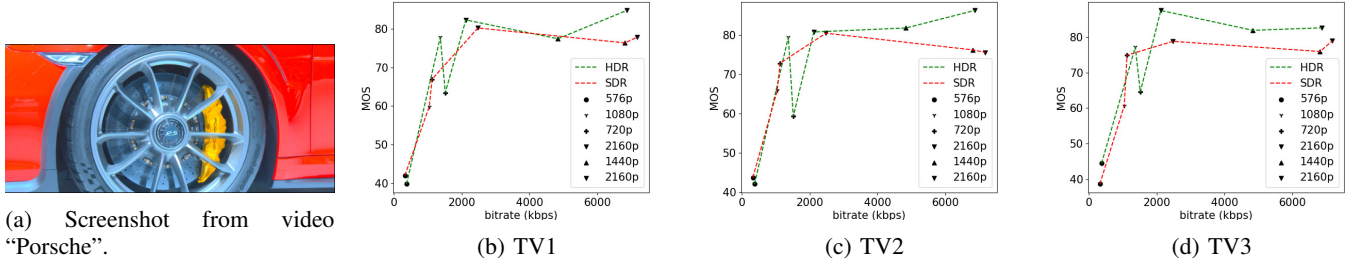 RS
(a) Screenshot from video
“Porsche”.
MOS
80
70
60
50
40
HDR
SDR
576p
1080p
720p
2160p
1440p
2160p
0 2000 4000 6000
bitrate (kbps)
(b) TV1
MOS
80
70
60
50
40
HDR
SDR
576p
1080p
720p
2160p
1440p
2160p
0 2000 4000 6000
bitrate (kbps)
(c) TV2
MOS
80
70
60
50
40
HDR
SDR
576p
1080p
720p
2160p
1440p
2160p
0 2000 4000 6000
bitrate (kbps)
(d) TV3